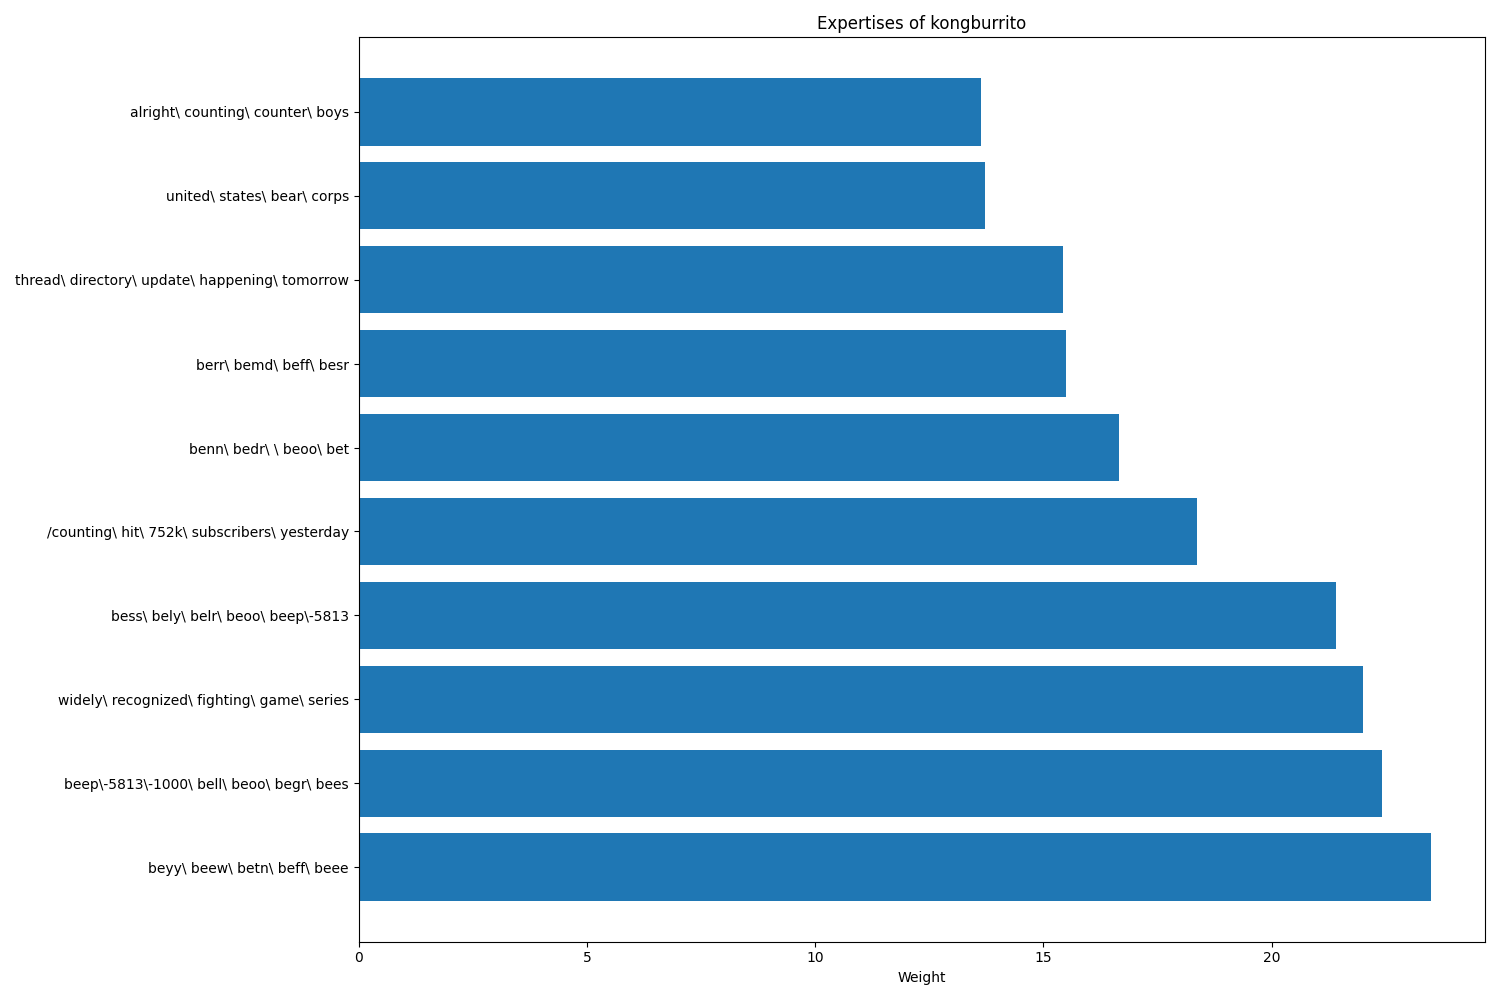 Expertises of kongburrito
alright\ counting\ counter\ boys
united\ states\ bear\ corps
thread\ directory\ update\ happening\ tomorrow
berr\ bemd\ beff\ besr
benn\ bedr\ \ beoo\ bet
/counting\ hit\ 752k\ subscribers\ yesterday
bess\ bely\ belr\ beoo\ beep\-5813
widely\ recognized\ fighting\ game\ series
beep\-5813\-1000\ bell\ beoo\ begr\ bees
beyy\ beew\ betn\ beff\ beee
0 5 10 15 20
Weight